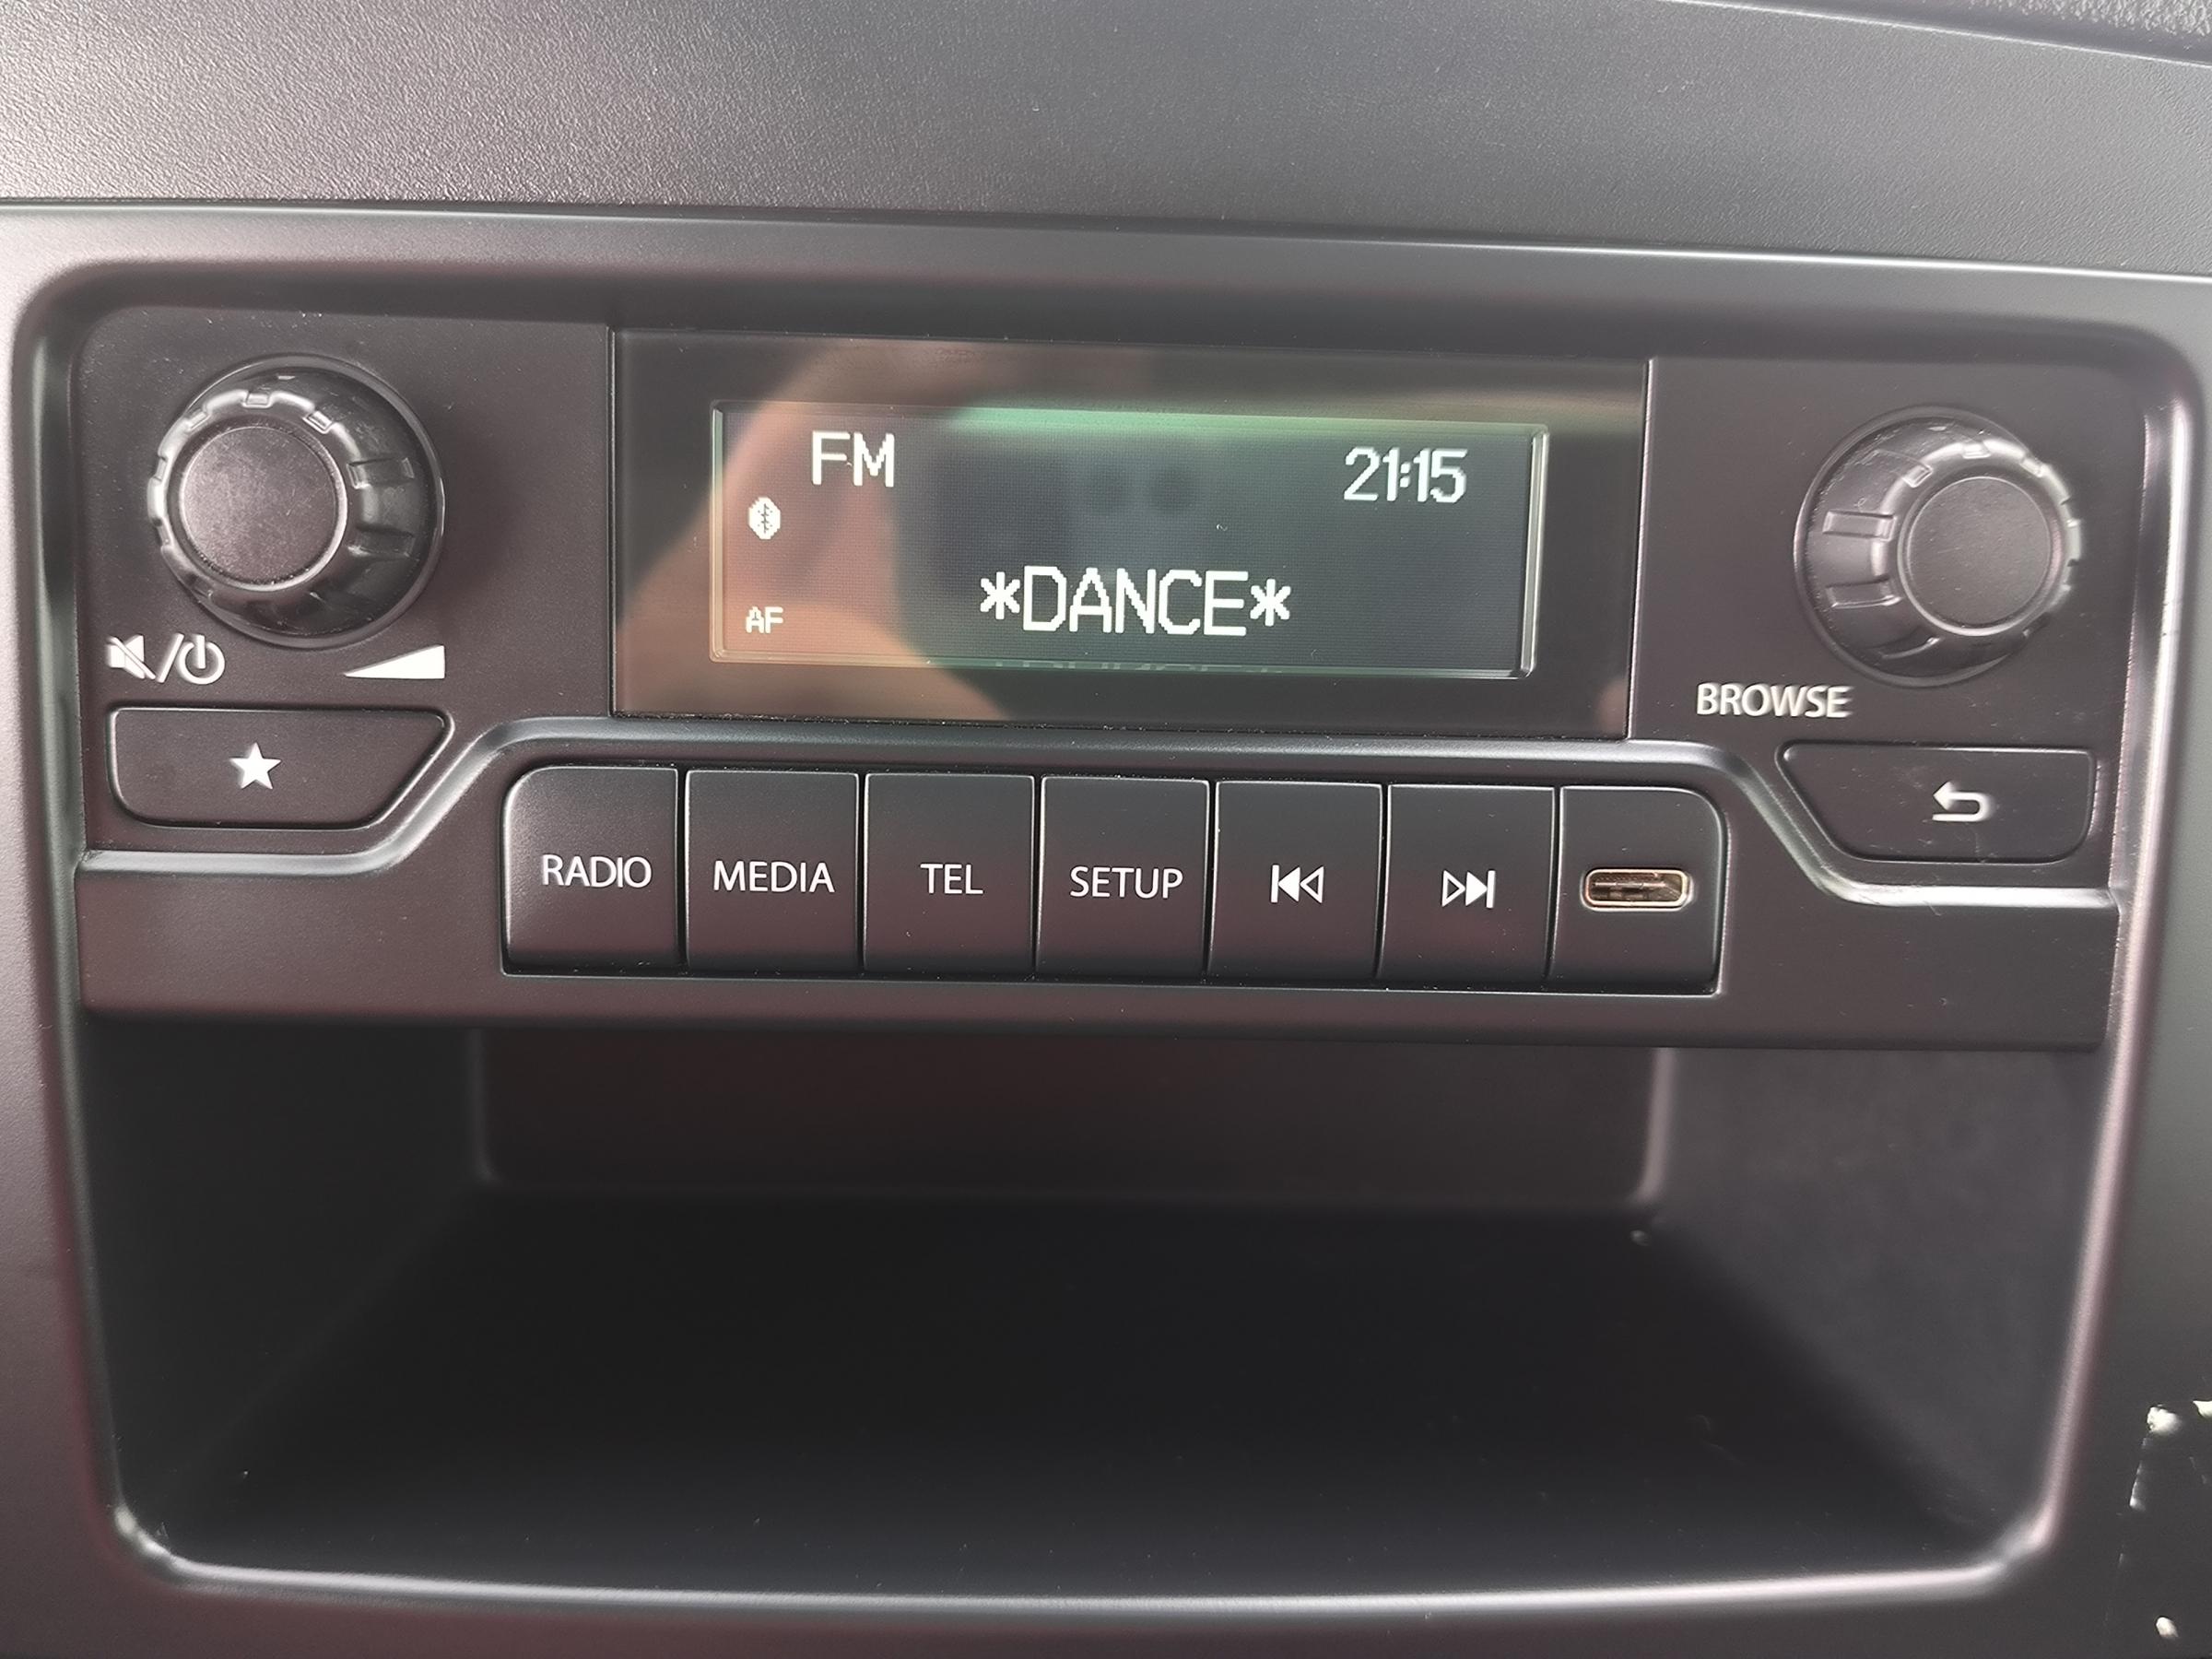 FM 21:15
AF *DANCE*
BROWSE
RADIO MEDIA TEL SETUP